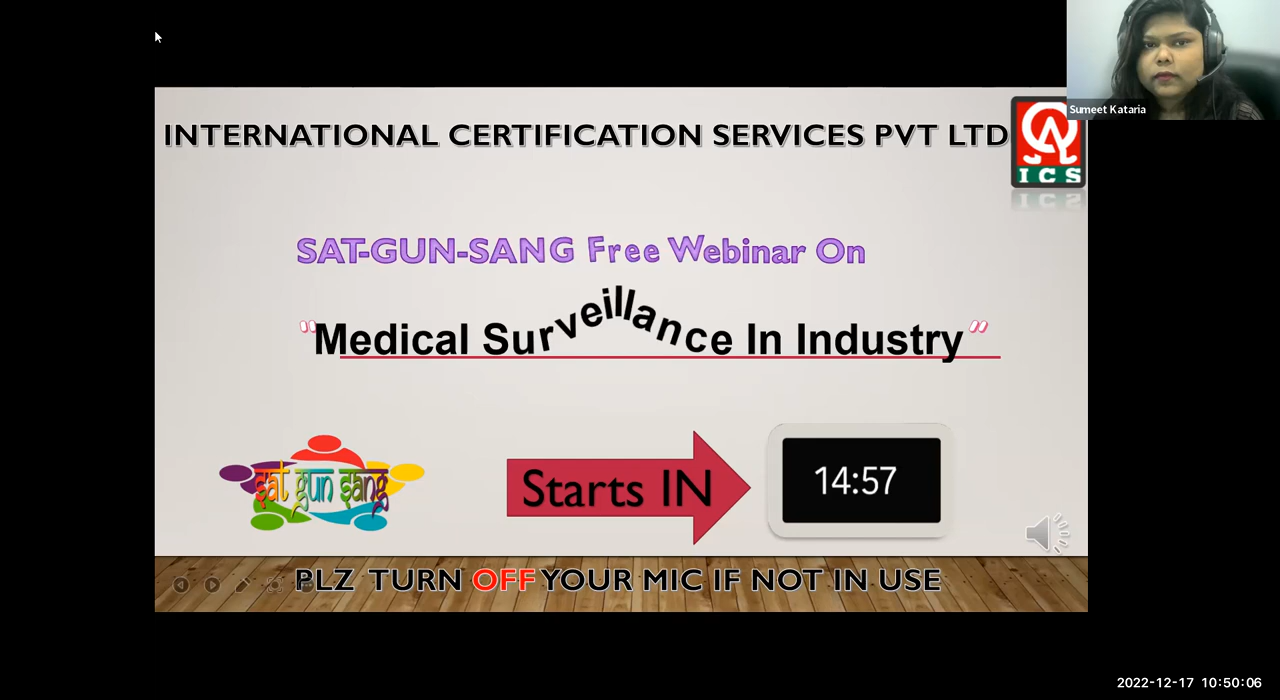 Sumeet Kataria
INTERNATIONAL CERTIFICATION SERVICES PVT LTD
ICS
SAT-GUN-SANG Free Webinar On
"Medical Surveillance In Industry"
sat gun sang
Starts IN
14:57
PLZ TURN OFF YOUR MIC IF NOT IN USE
2022-12-17 10:50:06